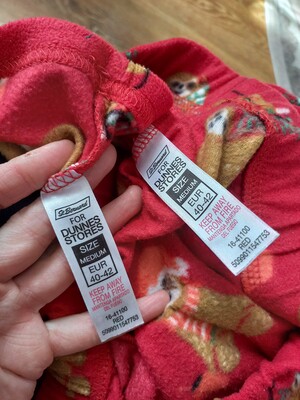 St. Bernard
FOR
DUNNES
STORES
SIZE
MEDIUM
EUR
40-42
KEEP AWAY
FROM FIRE
16-41100
RED
5099011547753
St. Bernard
FOR
DUNNES
STORES
SIZE
MEDIUM
EUR
40-42
KEEP AWAY
FROM FIRE
16-41100
RED
5099011547753